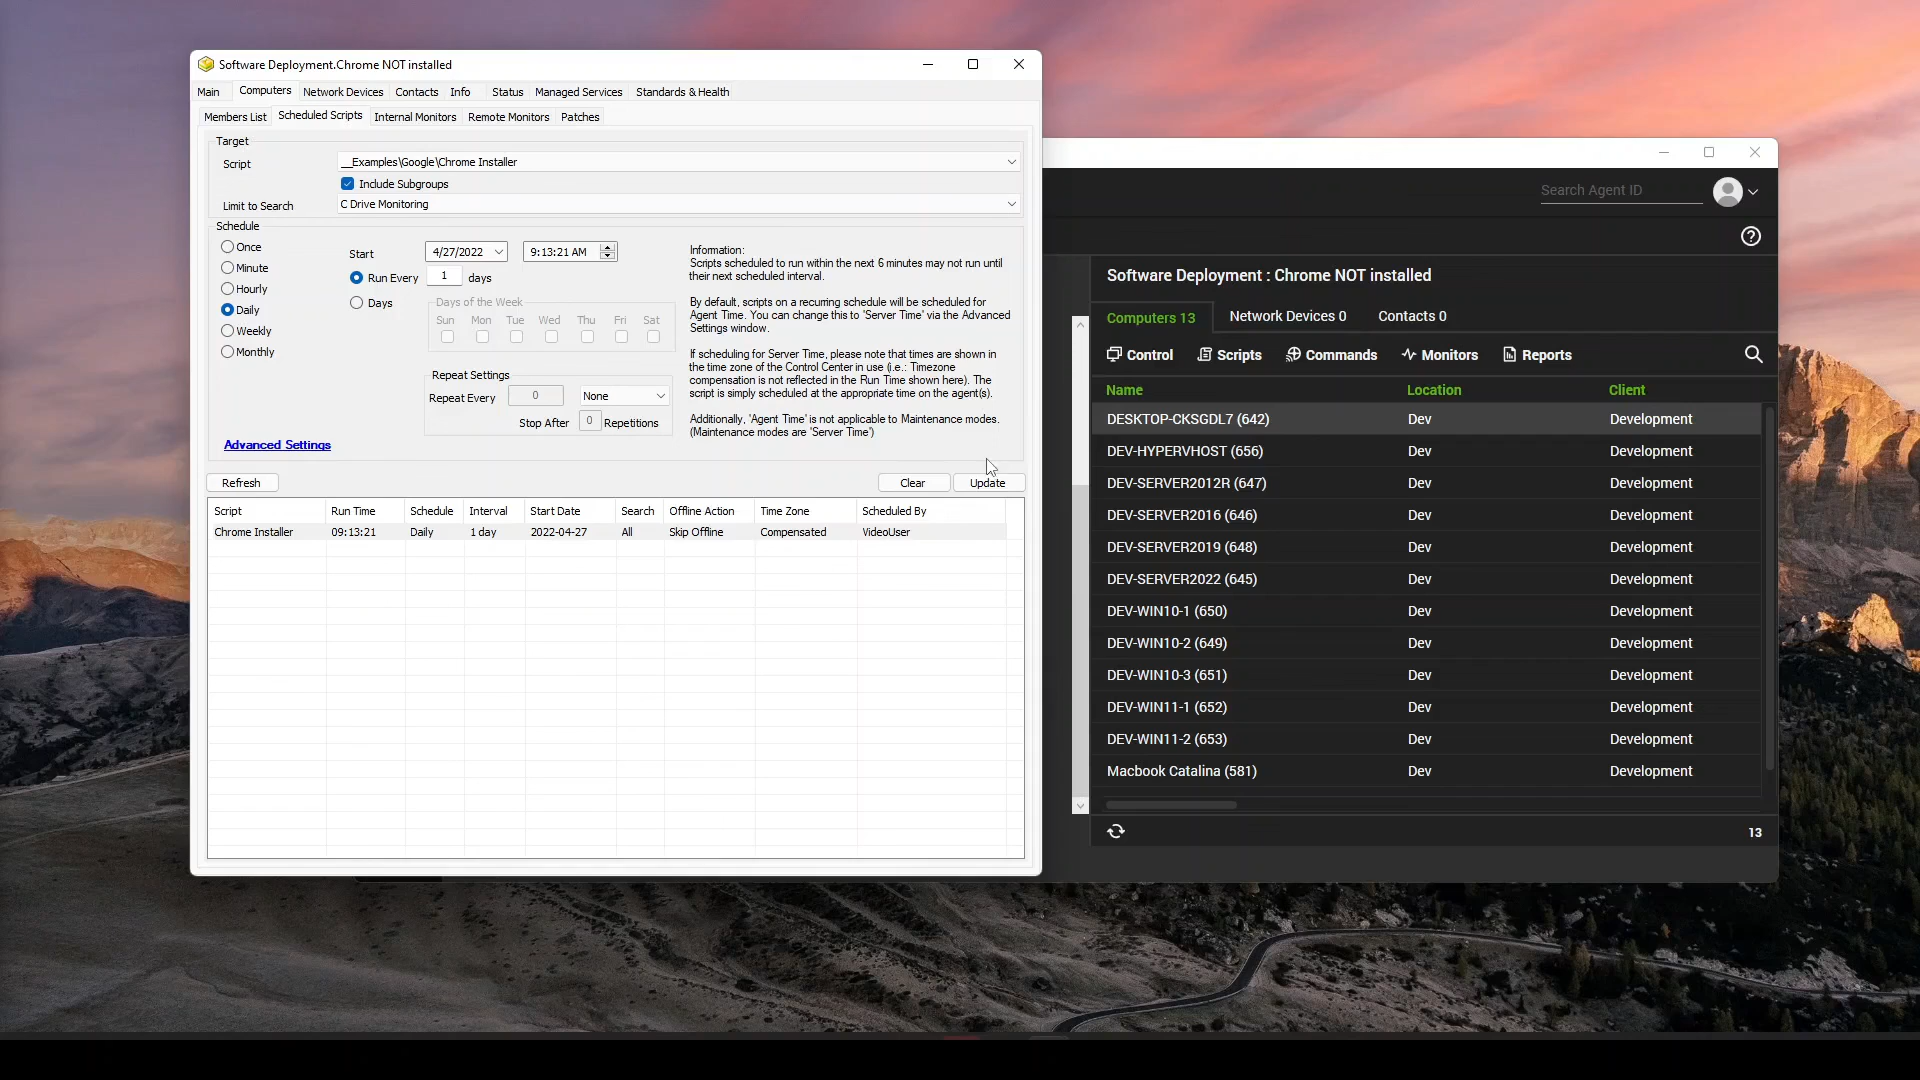 Software Deployment.Chrome NOT installed
Main Computers Network Devices Contacts Info Status Managed Services Standards & Health
Members List Scheduled Scripts Internal Monitors Remote Monitors Patches
Target
Script __Examples\Google\Chrome Installer
Include Subgroups
Limit to Search C Drive Monitoring
Schedule
Once
Minute
Hourly
Daily
Weekly
Monthly
Start 4/27/2022 9:13:21 AM
Run Every 1 days
Days
Days of the Week
Sun Mon Tue Wed Thu Fri Sat
Repeat Settings
Repeat Every 0 None
Stop After 0 Repetitions
Information:
Scripts scheduled to run within the next 6 minutes may not run until
their next scheduled interval.
By default, scripts on a recurring schedule will be scheduled for
Agent Time. You can change this to 'Server Time' via the Advanced
Settings window.
If scheduling for Server Time, please note that times are shown in
the time zone of the Control Center in use (i.e.: Timezone
compensation is not reflected in the Run Time shown here). The
script is simply scheduled at the appropriate time on the agent(s).
Additionally, 'Agent Time' is not applicable to Maintenance modes.
(Maintenance modes are 'Server Time')
Advanced Settings
Refresh Clear Update
Script Run Time Schedule Interval Start Date Search Offline Action Time Zone Scheduled By
Chrome Installer 09:13:21 Daily 1 day 2022-04-27 All Skip Offline Compensated VideoUser
Search Agent ID
Software Deployment : Chrome NOT installed
Computers 13 Network Devices 0 Contacts 0
Control Scripts Commands Monitors Reports
Name Location Client
DESKTOP-CKSGDL7 (642) Dev Development
DEV-HYPERVHOST (656) Dev Development
DEV-SERVER2012R (647) Dev Development
DEV-SERVER2016 (646) Dev Development
DEV-SERVER2019 (648) Dev Development
DEV-SERVER2022 (645) Dev Development
DEV-WIN10-1 (650) Dev Development
DEV-WIN10-2 (649) Dev Development
DEV-WIN10-3 (651) Dev Development
DEV-WIN11-1 (652) Dev Development
DEV-WIN11-2 (653) Dev Development
Macbook Catalina (581) Dev Development
13